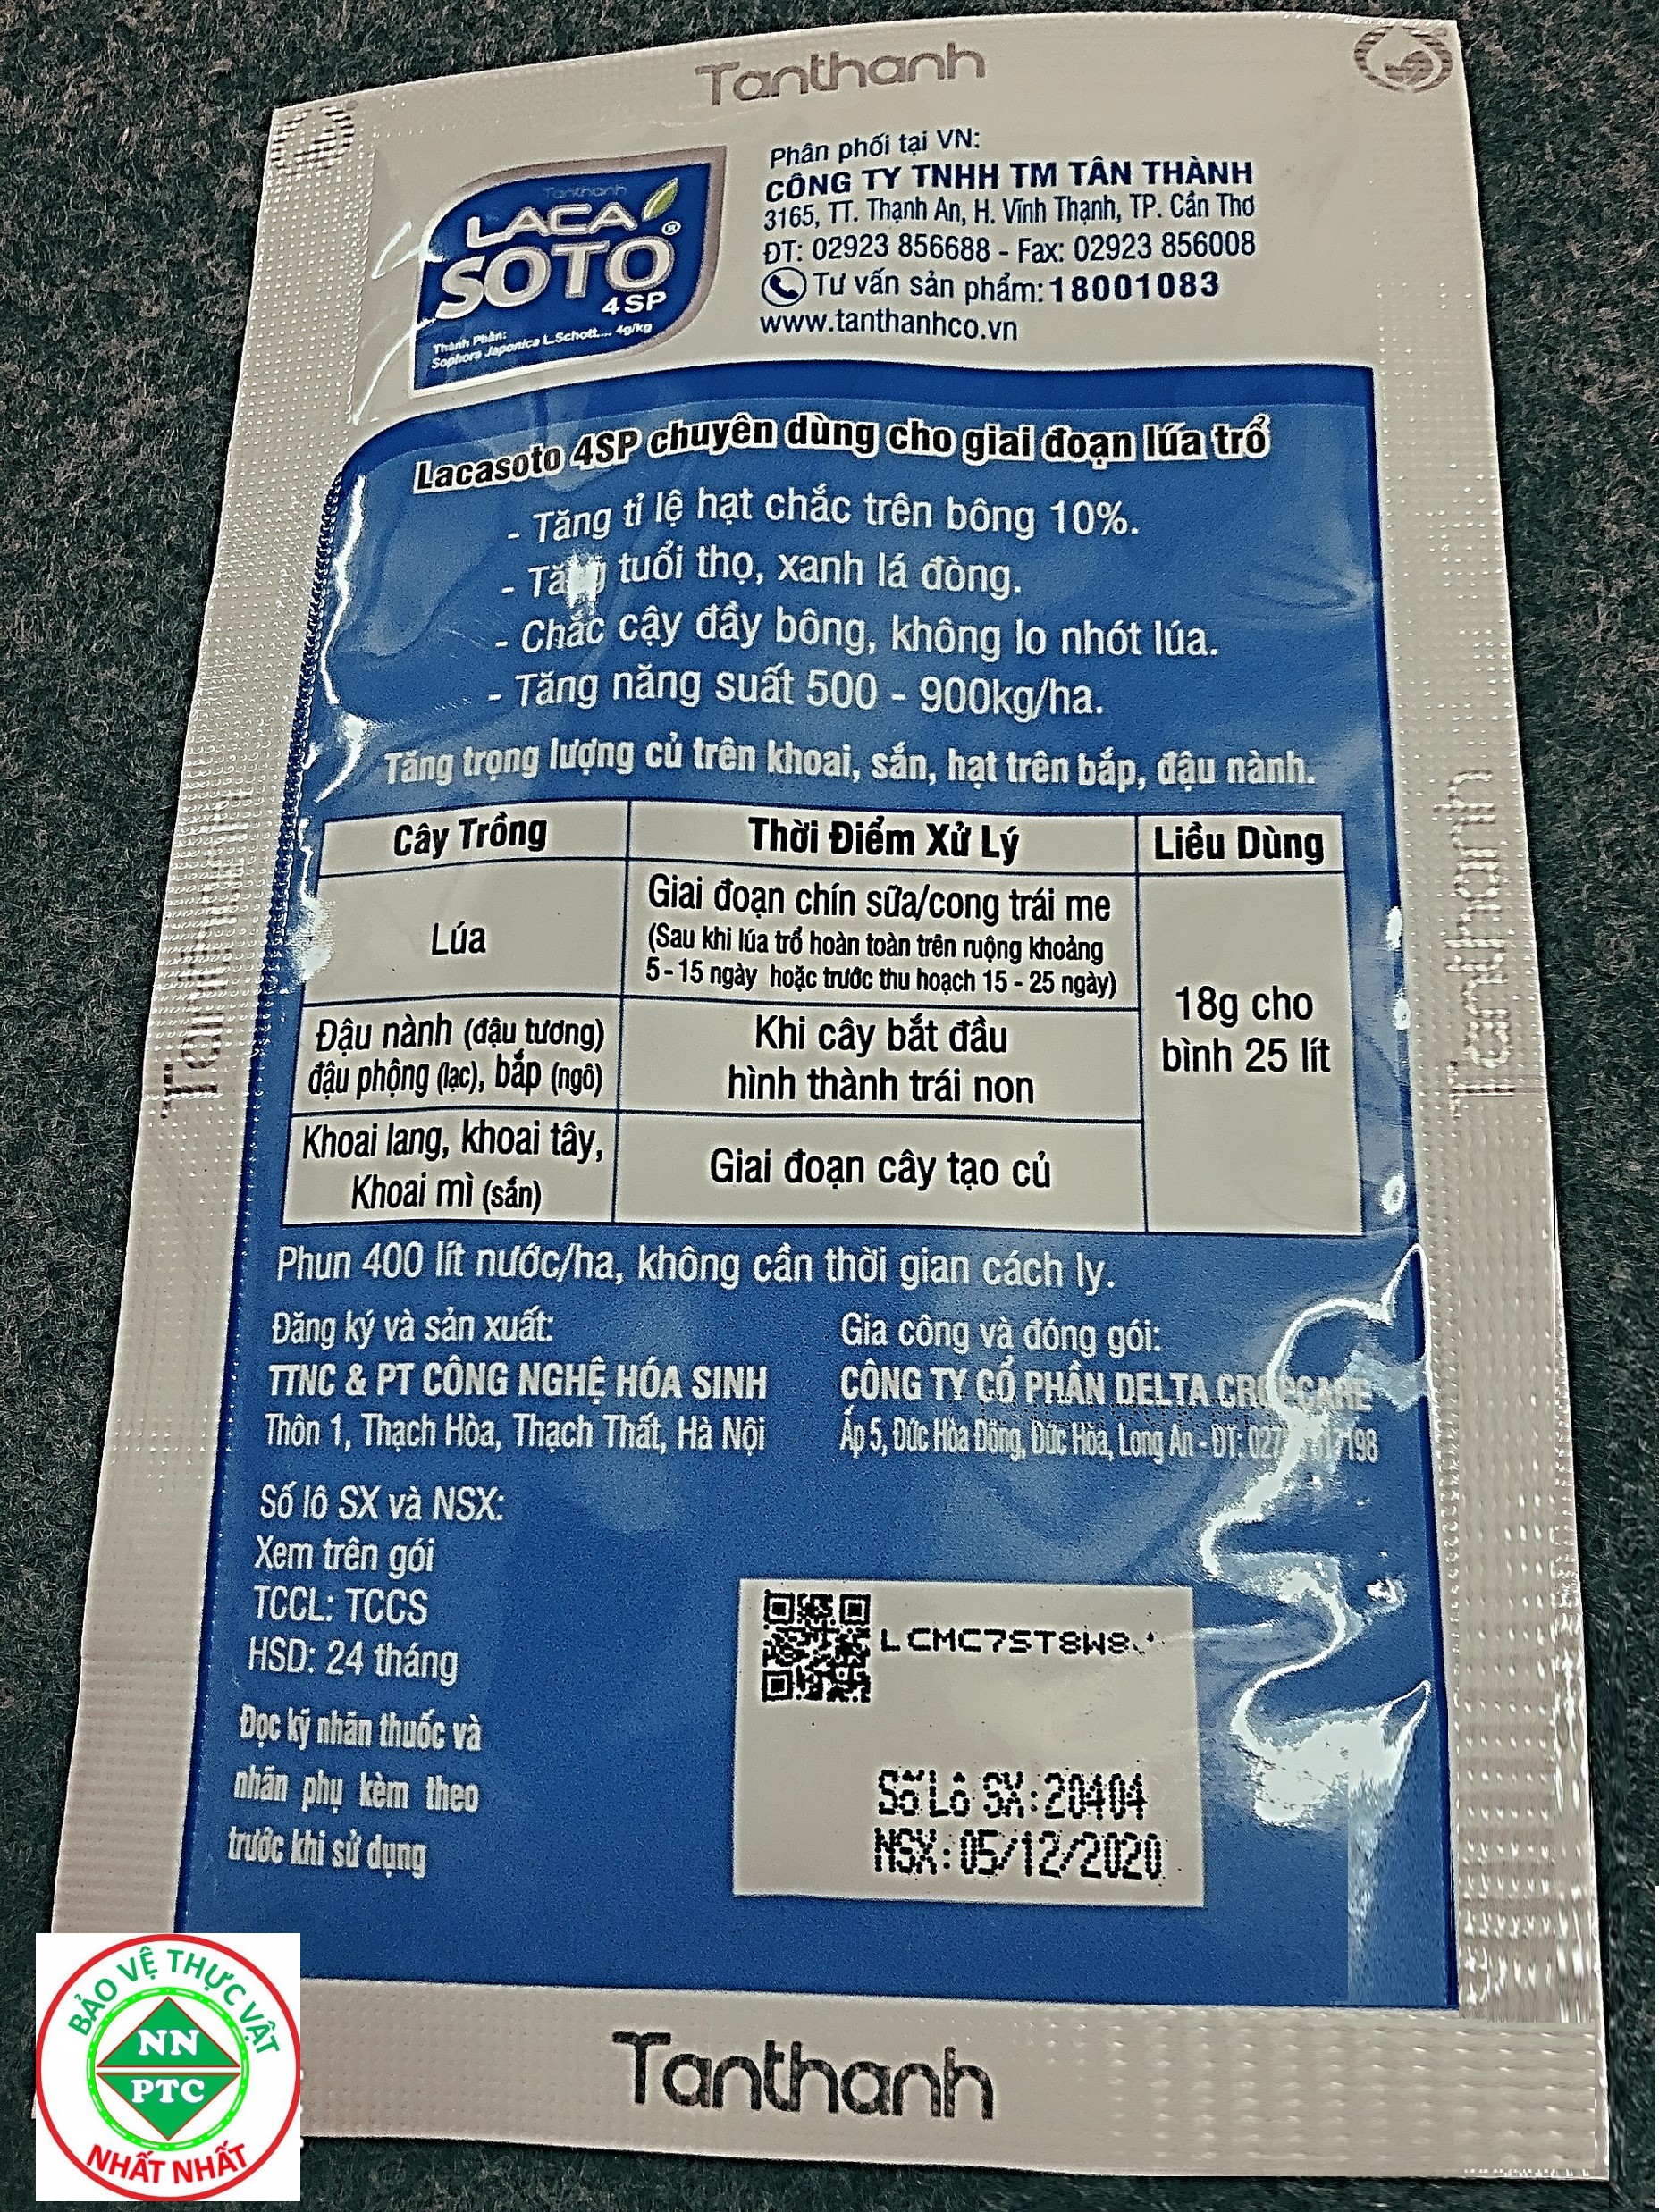 Tanthanh
Tanthanh
LACA
SOTO®
4SP
Thành Phần:
Sophora Japonica L.Schott.... 4g/kg
Phân phối tại VN:
CÔNG TY TNHH TM TÂN THÀNH
3165, TT. Thạnh An, H. Vĩnh Thạnh, TP. Cần Thơ
ĐT: 02923 856688 - Fax: 02923 856008
Tư vấn sản phẩm: 18001083
www.tanthanhco.vn
Lacasoto 4SP chuyên dùng cho giai đoạn lúa trổ
- Tăng tỉ lệ hạt chắc trên bông 10%.
- Tăng tuổi thọ, xanh lá đòng.
- Chắc cậy đầy bông, không lo nhót lúa.
- Tăng năng suất 500 - 900kg/ha.
Tăng trọng lượng củ trên khoai, sắn, hạt trên bắp, đậu nành.
Cây Trồng
Thời Điểm Xử Lý
Liều Dùng
Lúa
Giai đoạn chín sữa/cong trái me
(Sau khi lúa trổ hoàn toàn trên ruộng khoảng
5 - 15 ngày hoặc trước thu hoạch 15 - 25 ngày)
18g cho
bình 25 lít
Đậu nành (đậu tương)
đậu phộng (lạc), bắp (ngô)
Khi cây bắt đầu
hình thành trái non
Khoai lang, khoai tây,
Khoai mì (sắn)
Giai đoạn cây tạo củ
Phun 400 lít nước/ha, không cần thời gian cách ly.
Đăng ký và sản xuất:
TTNC & PT CÔNG NGHỆ HÓA SINH
Thôn 1, Thạch Hòa, Thạch Thất, Hà Nội
Gia công và đóng gói:
CÔNG TY CỔ PHẦN DELTA CROPCARE
Ấp 5, Đức Hòa Đông, Đức Hòa, Long An - ĐT:
Số lô SX và NSX:
Xem trên gói
TCCL: TCCS
HSD: 24 tháng
Đọc kỹ nhãn thuốc và
nhãn phụ kèm theo
trước khi sử dụng
Số Lô SX:20404
NSX:05/12/2020
Tanthanh
Tanthanh
Tanthanh
BẢO VỆ THỰC VẬT
NN
PTC
NHẤT NHẤT